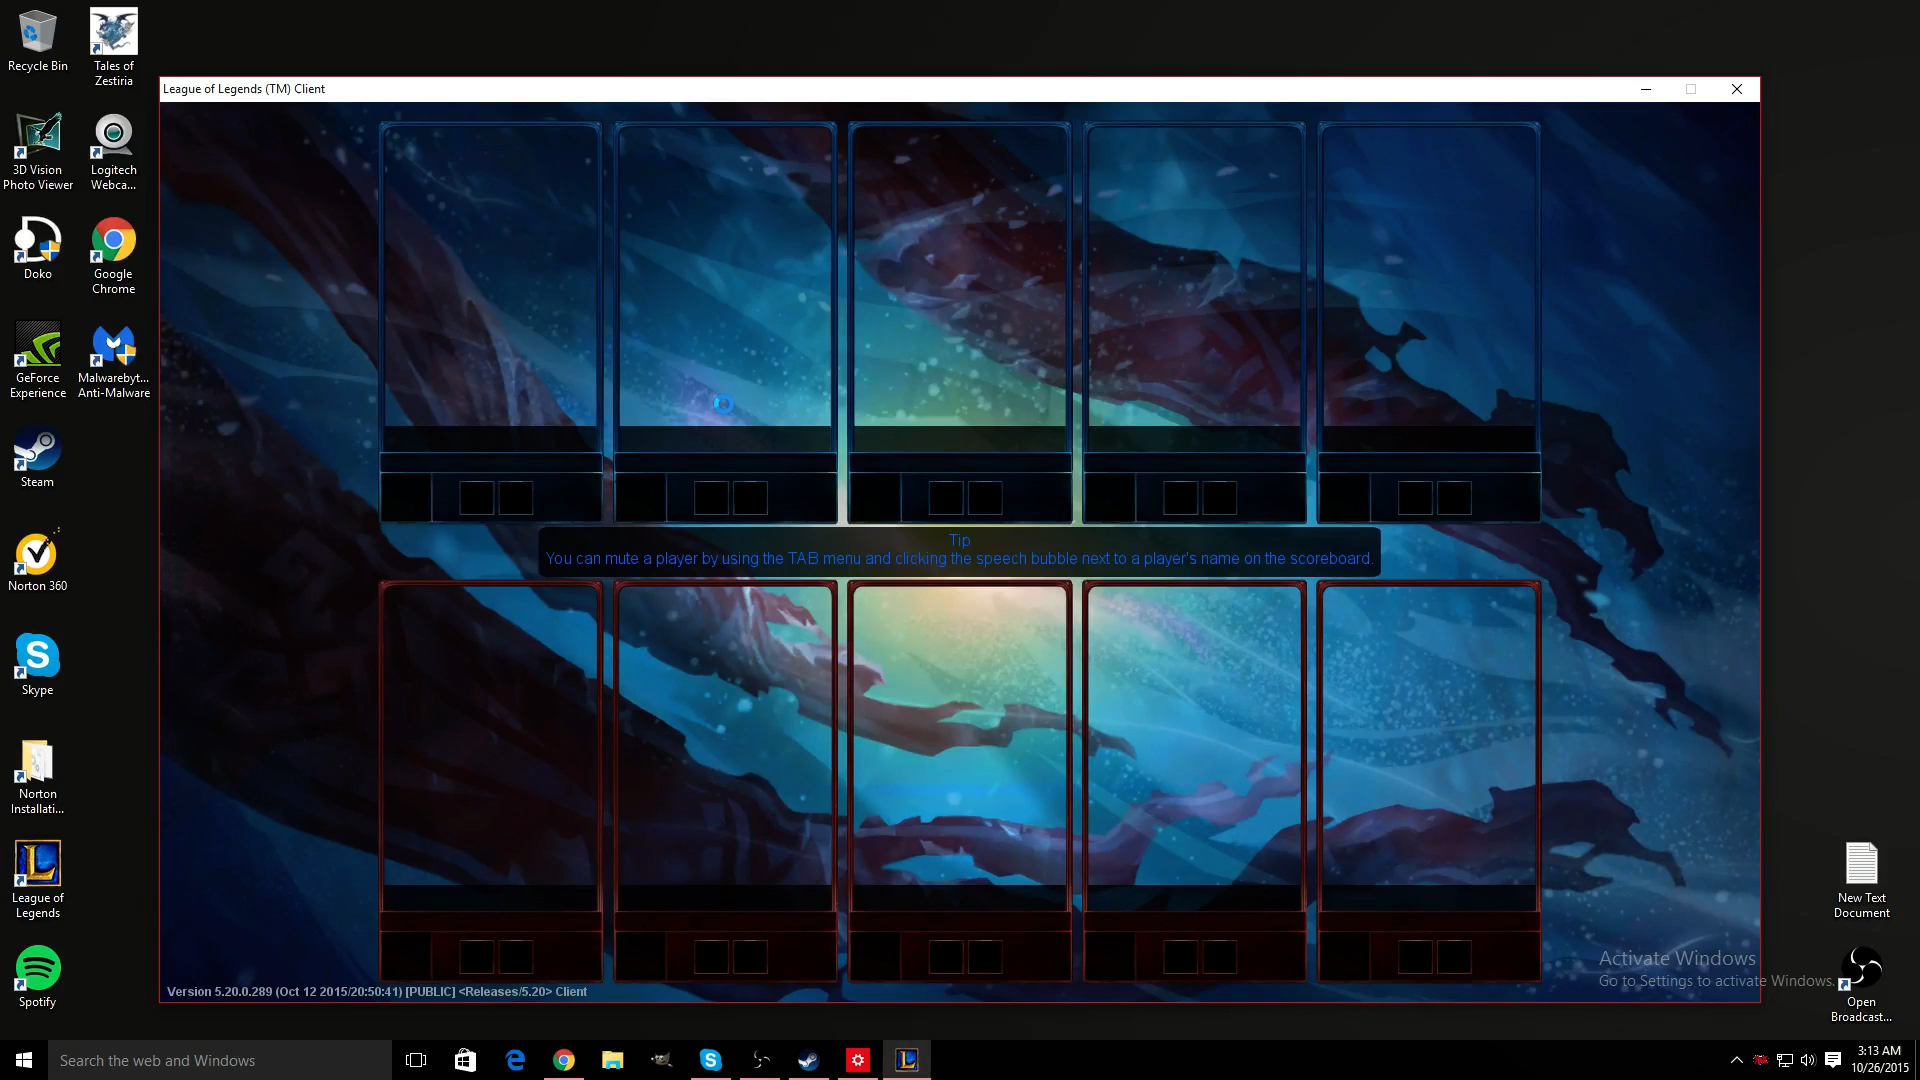 Recycle Bin
Tales of
Zestiria
3D Vision
Photo Viewer
Logitech
Webca...
Doko
Google
Chrome
GeForce
Experience
Malwarebyt...
Anti-Malware
Steam
Norton 360
Skype
Norton
Installati...
League of
Legends
Spotify
League of Legends (TM) Client
Tip
You can mute a player by using the TAB menu and clicking the speech bubble next to a player's name on the scoreboard.
Version 5.20.0.289 (Oct 12 2015/20:50:41) [PUBLIC] <Releases/5.20> Client
New Text
Document
Activate Windows
Go to Settings to activate Windows.
Open
Broadcast...
Search the web and Windows
3:13 AM
10/26/2015